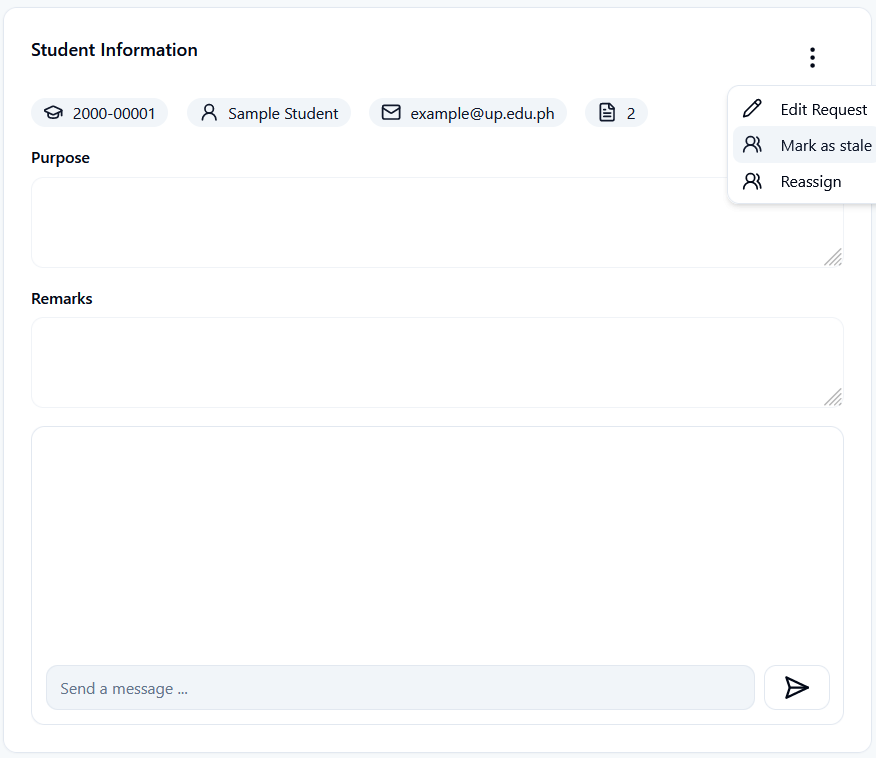 Student Information
2000-00001 Sample Student example@up.edu.ph 2
Edit Request
Mark as stale
Reassign
Purpose
Remarks
Send a message ...